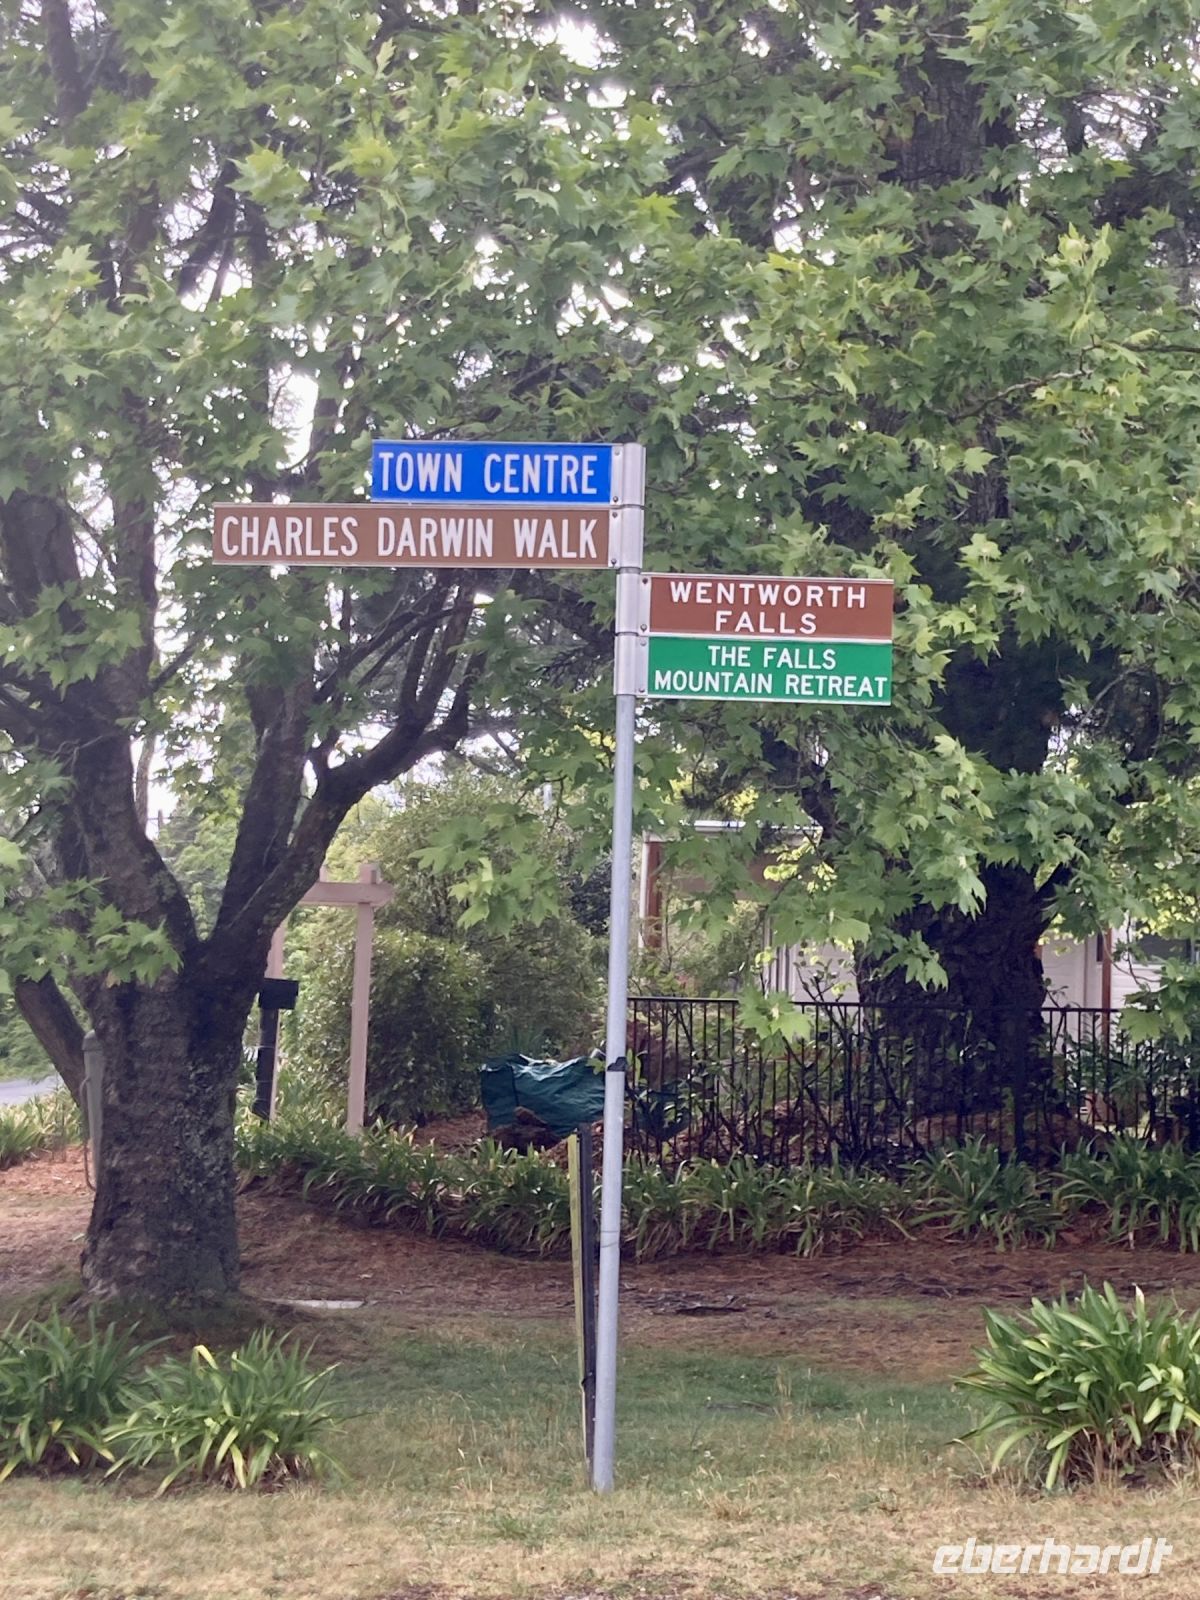 TOWN CENTRE
CHARLES DARWIN WALK
WENTWORTH
FALLS
THE FALLS
MOUNTAIN RETREAT
eberhardt